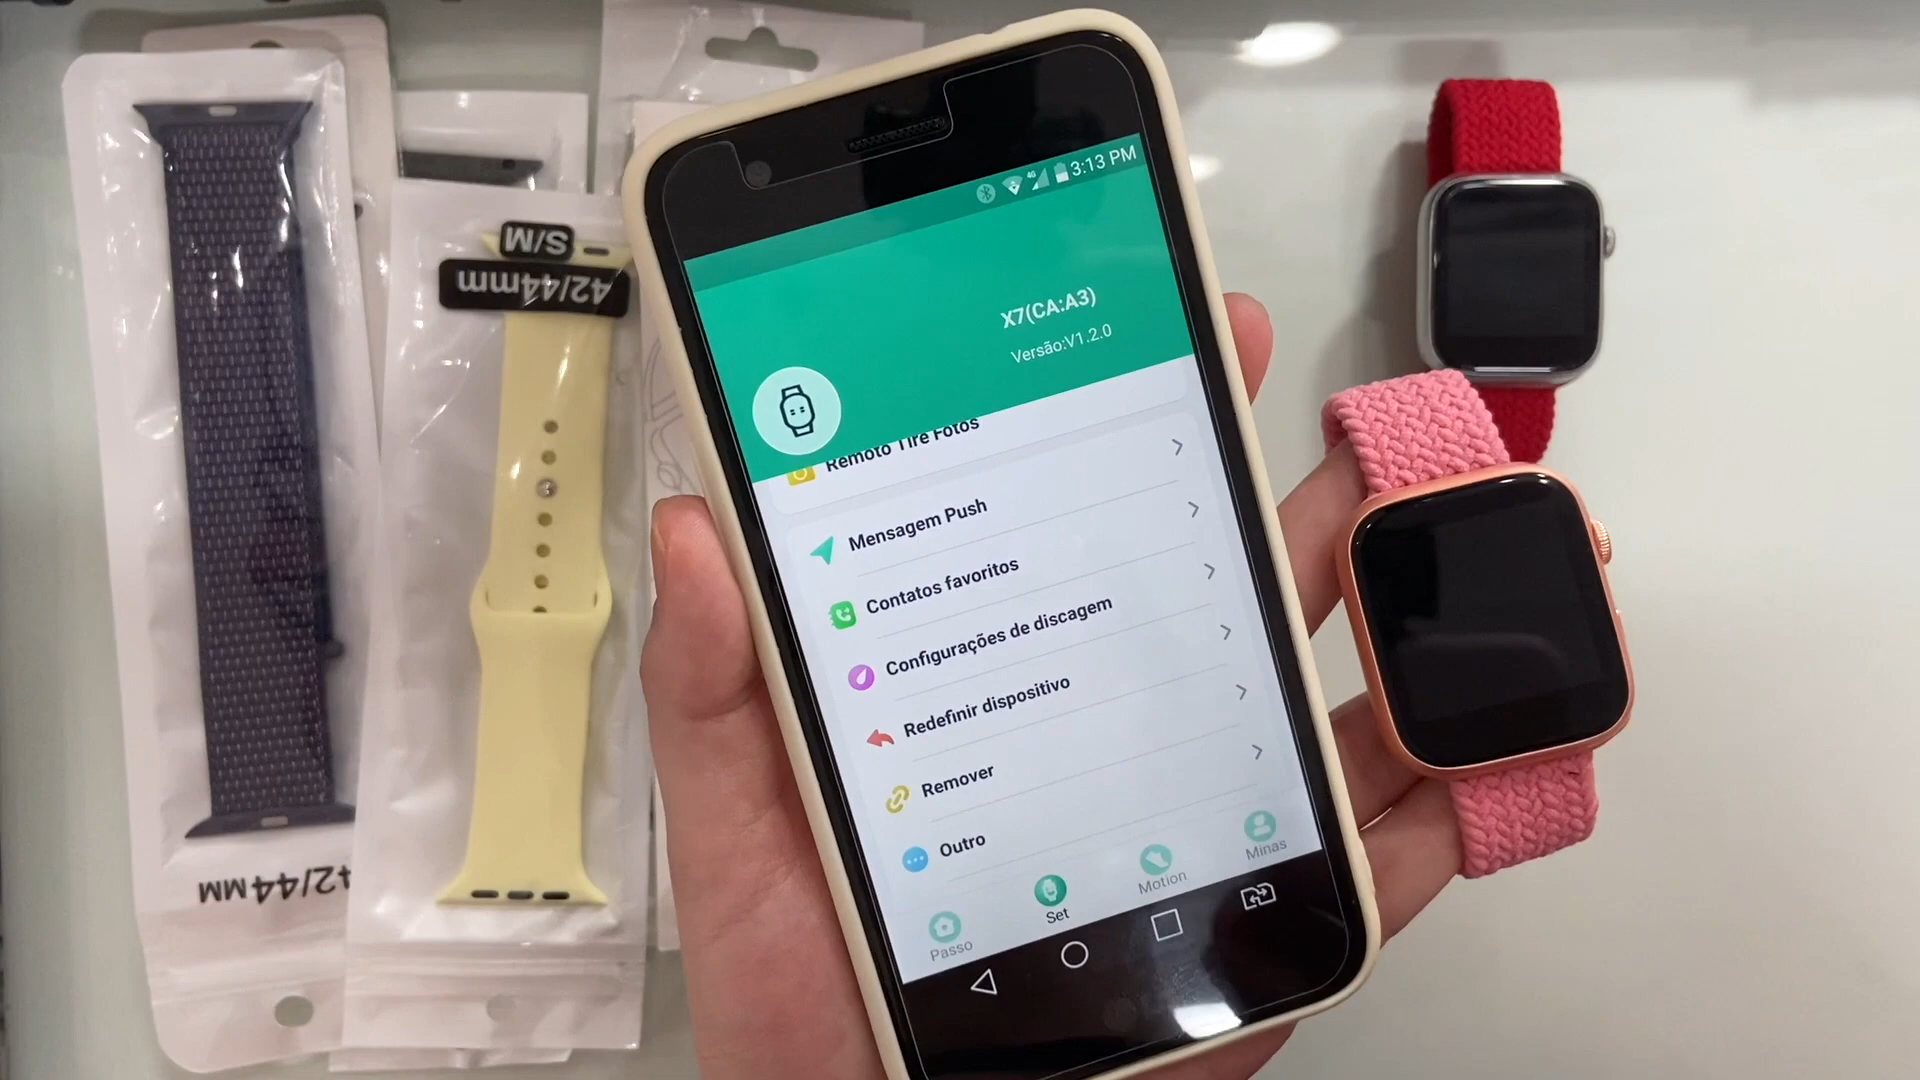 S/M
42/44mm
42/44MM
4G
3:13 PM
X7(CA:A3)
Versão:V1.2.0
Remoto Tire Fotos
Mensagem Push
Contatos favoritos
Configurações de discagem
Redefinir dispositivo
Remover
Outro
Passo
Set
Motion
Minas